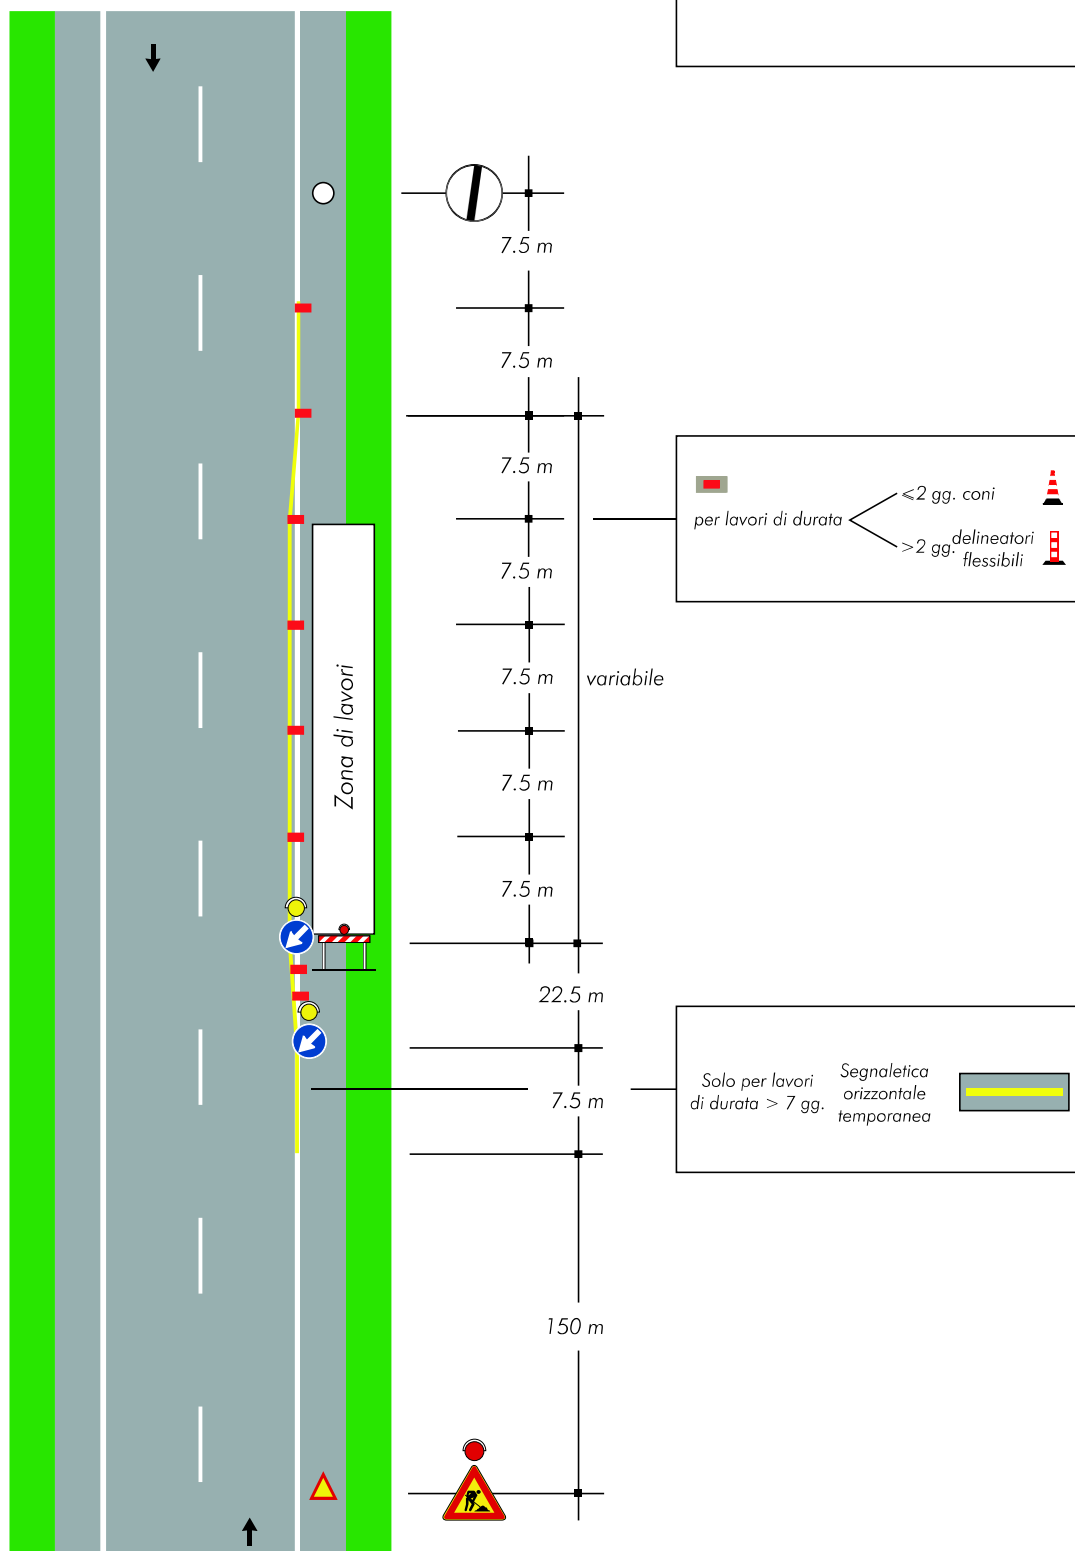 7.5 m
7.5 m
7.5 m
⩽2 gg. coni
per lavori di durata
>2 gg.
delineatori
flessibili
7.5 m
7.5 m
variabile
Zona di lavori
7.5 m
7.5 m
22.5 m
7.5 m
Solo per lavori
di durata > 7 gg.
Segnaletica
orizzontale
temporanea
150 m